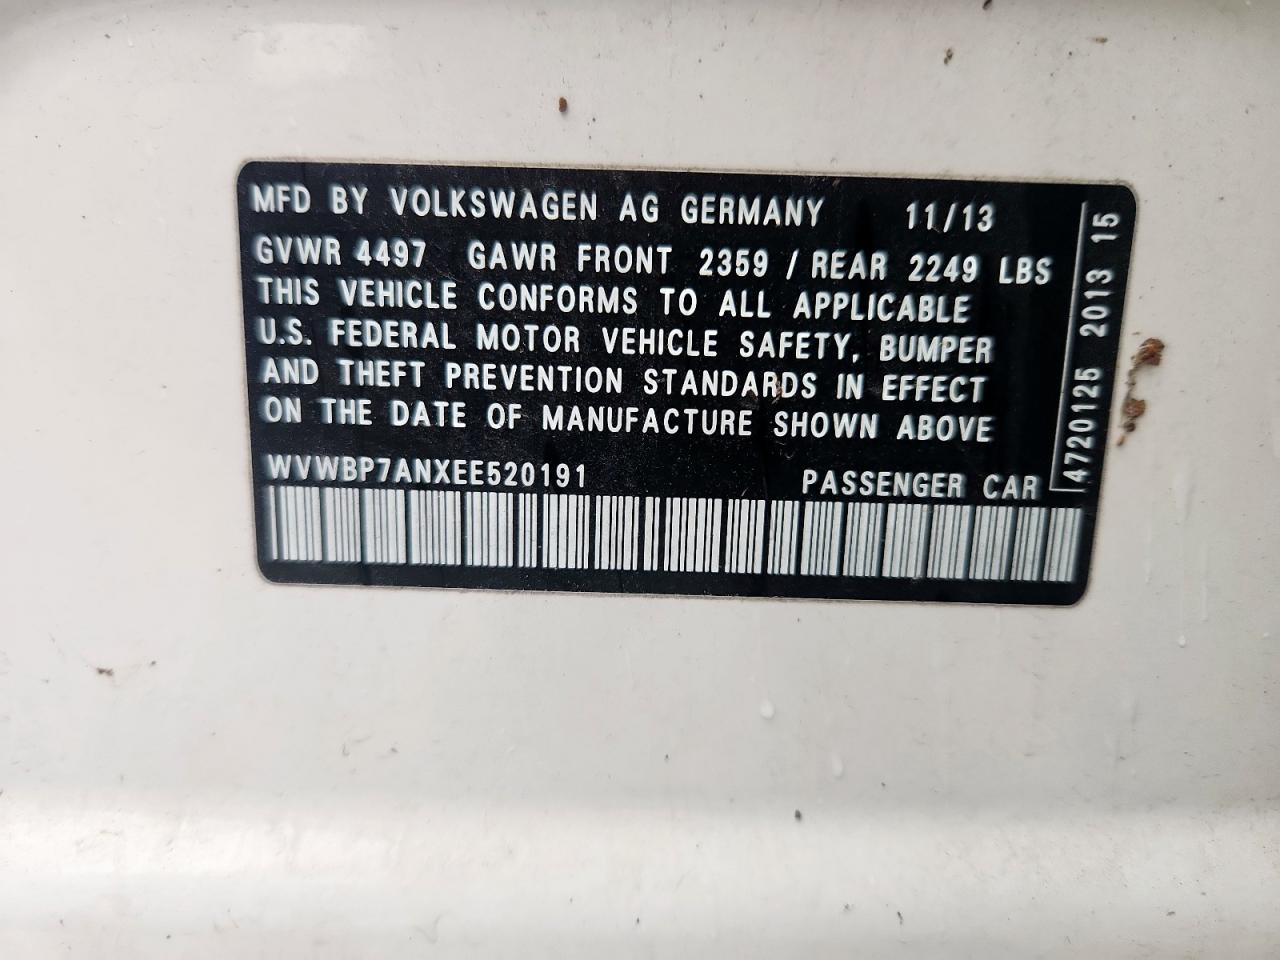 MFD BY VOLKSWAGEN AG GERMANY 11/13
GVWR 4497 GAWR FRONT 2359 / REAR 2249 LBS
THIS VEHICLE CONFORMS TO ALL APPLICABLE
U.S. FEDERAL MOTOR VEHICLE SAFETY, BUMPER
AND THEFT PREVENTION STANDARDS IN EFFECT
ON THE DATE OF MANUFACTURE SHOWN ABOVE
WVWBP7ANXEE520191 PASSENGER CAR
4720125 2013 15